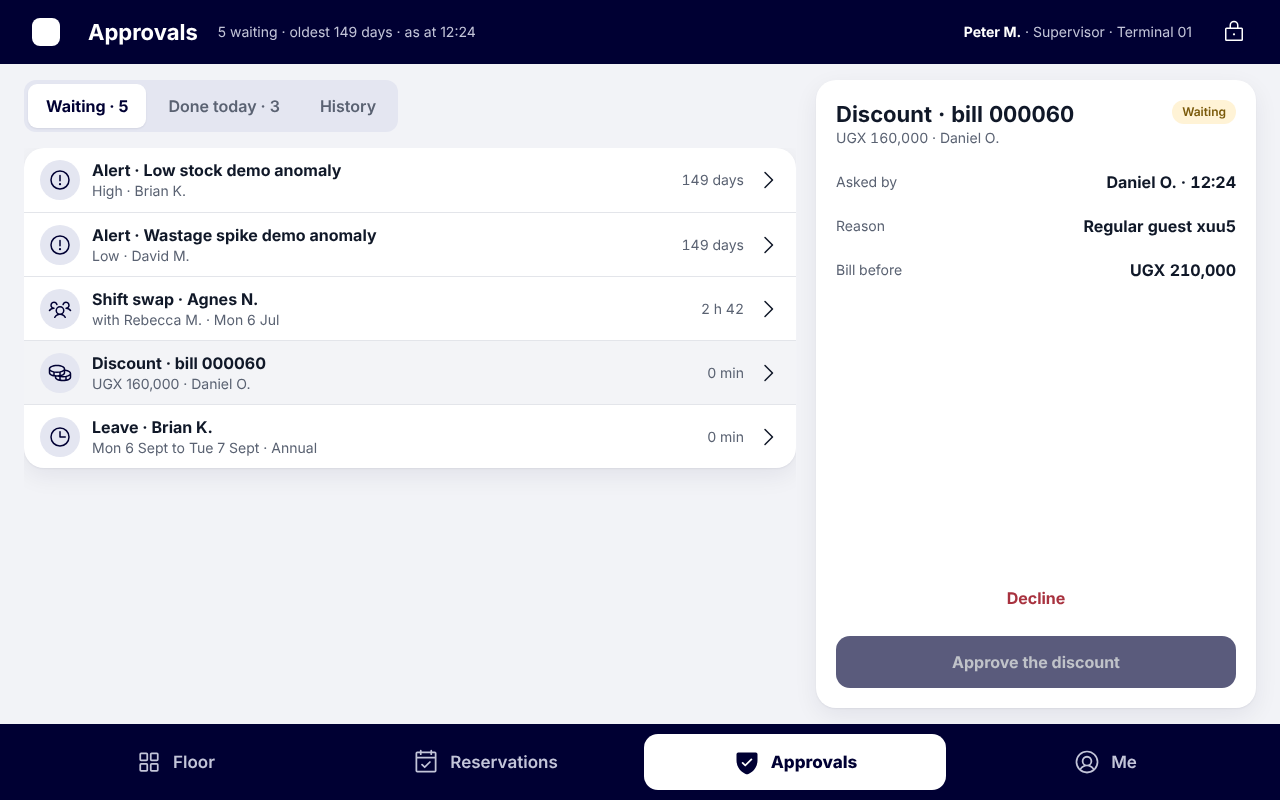 Approvals
5 waiting · oldest 149 days · as at 12:24
Peter M. · Supervisor · Terminal 01
Waiting · 5
Done today · 3
History
Alert · Low stock demo anomaly
High · Brian K.
149 days
Alert · Wastage spike demo anomaly
Low · David M.
149 days
Shift swap · Agnes N.
with Rebecca M. · Mon 6 Jul
2 h 42
Discount · bill 000060
UGX 160,000 · Daniel O.
0 min
Leave · Brian K.
Mon 6 Sept to Tue 7 Sept · Annual
0 min
Discount · bill 000060
Waiting
UGX 160,000 · Daniel O.
Asked by
Daniel O. · 12:24
Reason
Regular guest xuu5
Bill before
UGX 210,000
Decline
Approve the discount
Floor
Reservations
Approvals
Me